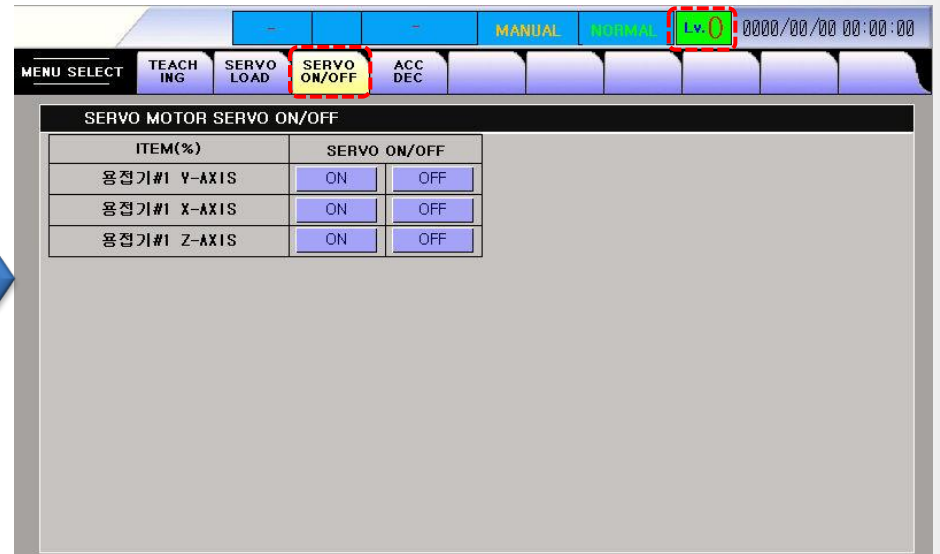 - - MANUAL NORMAL Lv.0 0000/00/00 00:00:00
MENU SELECT TEACH ING SERVO LOAD SERVO ON/OFF ACC DEC
SERVO MOTOR SERVO ON/OFF
ITEM(%) SERVO ON/OFF
용접기#1 Y-AXIS ON OFF
용접기#1 X-AXIS ON OFF
용접기#1 Z-AXIS ON OFF